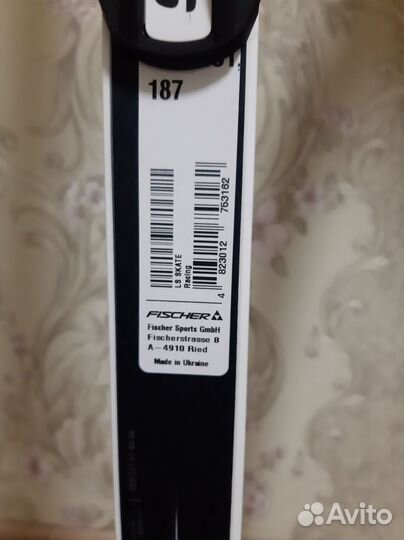 187
LS SKATE
Racing
4 823012 763162
FISCHER
Fischer Sports GmbH
Fischerstrasse 8
A-4910 Ried
Made in Ukraine
Avito